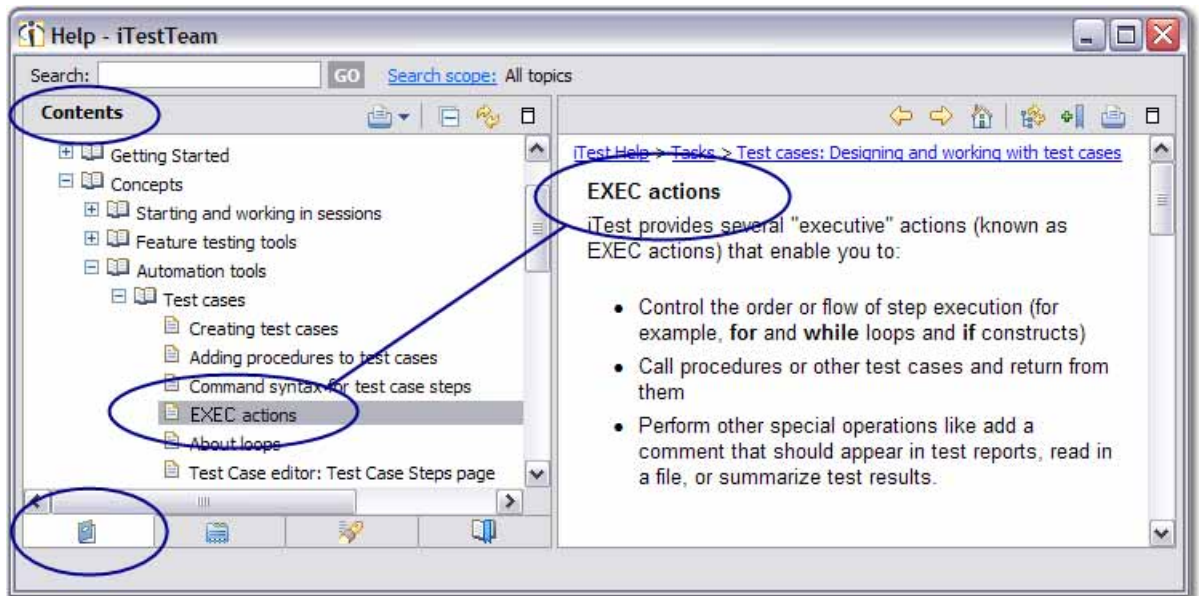 Help - iTestTeam
Search:
GO
Search scope: All topics
Contents
Getting Started
Concepts
Starting and working in sessions
Feature testing tools
Automation tools
Test cases
Creating test cases
Adding procedures to test cases
Command syntax for test case steps
EXEC actions
About loops
Test Case editor: Test Case Steps page
iTest Help > Tasks > Test cases: Designing and working with test cases
EXEC actions
iTest provides several "executive" actions (known as
EXEC actions) that enable you to:
• Control the order or flow of step execution (for
example, for and while loops and if constructs)
• Call procedures or other test cases and return from
them
• Perform other special operations like add a
comment that should appear in test reports, read in
a file, or summarize test results.